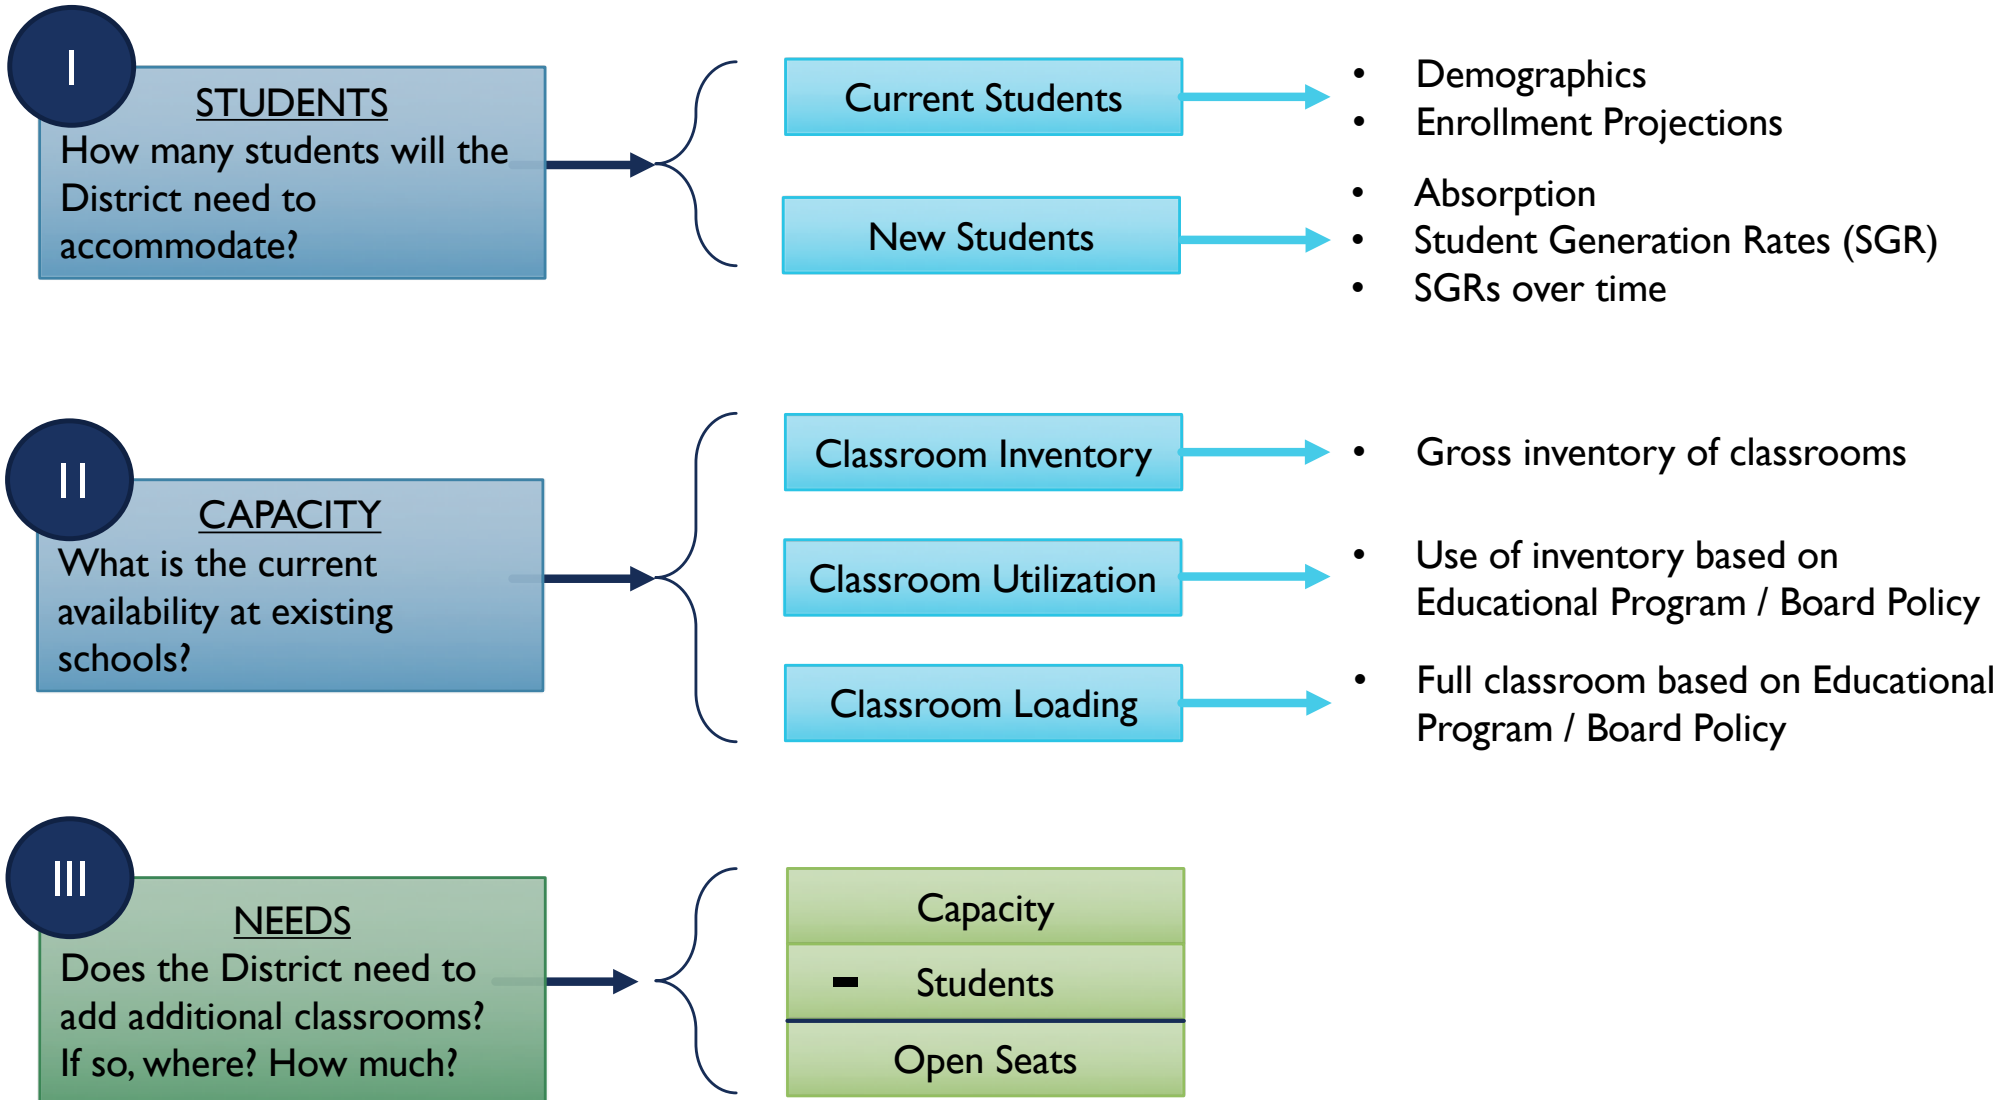 I
STUDENTS
How many students will the
District need to
accommodate?
Current Students
• Demographics
• Enrollment Projections
New Students
• Absorption
• Student Generation Rates (SGR)
• SGRs over time
II
CAPACITY
What is the current
availability at existing
schools?
Classroom Inventory
• Gross inventory of classrooms
Classroom Utilization
• Use of inventory based on
Educational Program / Board Policy
Classroom Loading
• Full classroom based on Educational
Program / Board Policy
III
NEEDS
Does the District need to
add additional classrooms?
If so, where? How much?
Capacity
- Students
Open Seats